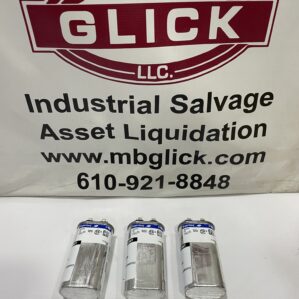 GLICK
LLC.
Industrial Salvage
Asset Liquidation
www.mbglick.com
610-921-8848